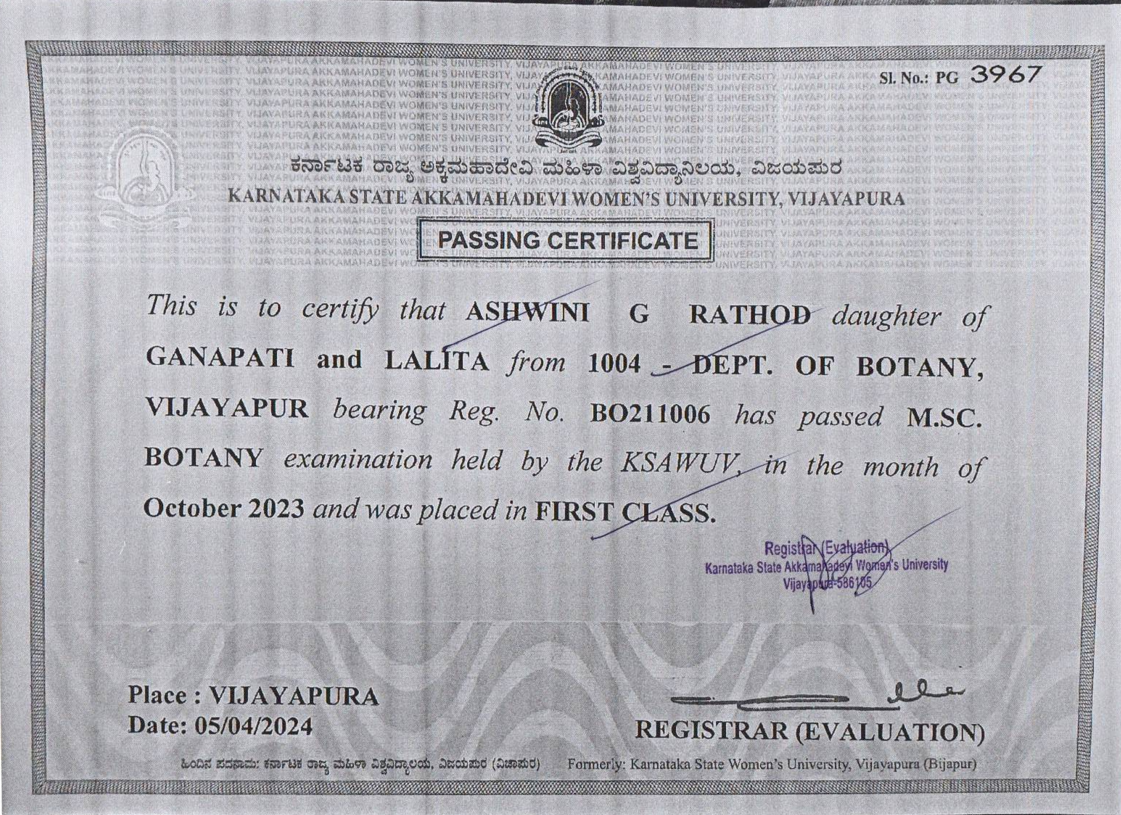 Sl. No.: PG 3967
ಕರ್ನಾಟಕ ರಾಜ್ಯ ಅಕ್ಕಮಹಾದೇವಿ ಮಹಿಳಾ ವಿಶ್ವವಿದ್ಯಾನಿಲಯ, ವಿಜಯಪುರ
KARNATAKA STATE AKKAMAHADEVI WOMEN'S UNIVERSITY, VIJAYAPURA
PASSING CERTIFICATE
This is to certify that ASHWINI G RATHOD daughter of
GANAPATI and LALITA from 1004 - DEPT. OF BOTANY,
VIJAYAPUR bearing Reg. No. BO211006 has passed M.SC.
BOTANY examination held by the KSAWUV, in the month of
October 2023 and was placed in FIRST CLASS.
Registrar (Evaluation)
Karnataka State Akkamahadevi Women's University
Vijayapura-586105
Place : VIJAYAPURA
Date: 05/04/2024
REGISTRAR (EVALUATION)
ಹಿಂದಿನ ಪದನಾಮ: ಕರ್ನಾಟಕ ರಾಜ್ಯ ಮಹಿಳಾ ವಿಶ್ವವಿದ್ಯಾಲಯ, ವಿಜಯಪುರ (ವಿಜಾಪುರ) Formerly: Karnataka State Women's University, Vijayapura (Bijapur)